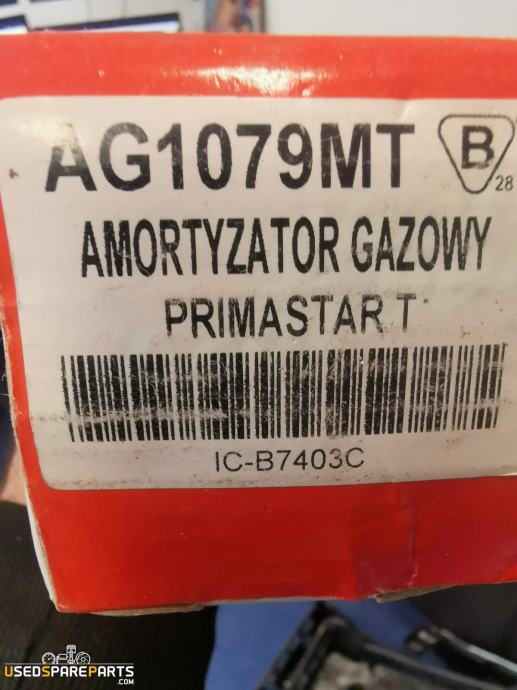 AG1079MT
B
28
AMORTYZATOR GAZOWY
PRIMASTAR T
IC-B7403C
USEDSPAREPARTS
.COM